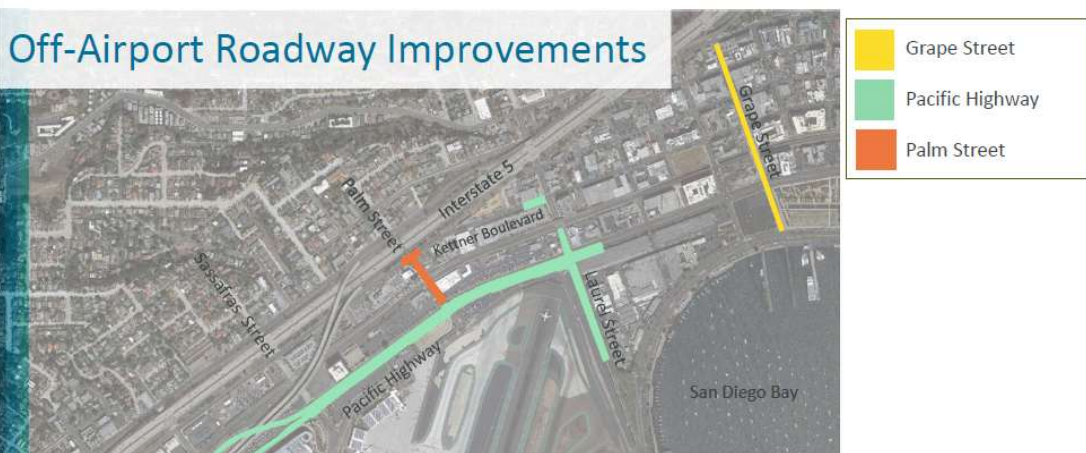 Off-Airport Roadway Improvements
Grape Street
Pacific Highway
Palm Street
Grape Street
Interstate 5
Palm Street
Kettner Boulevard
Sassafras Street
Laurel Street
Pacific Highway
San Diego Bay